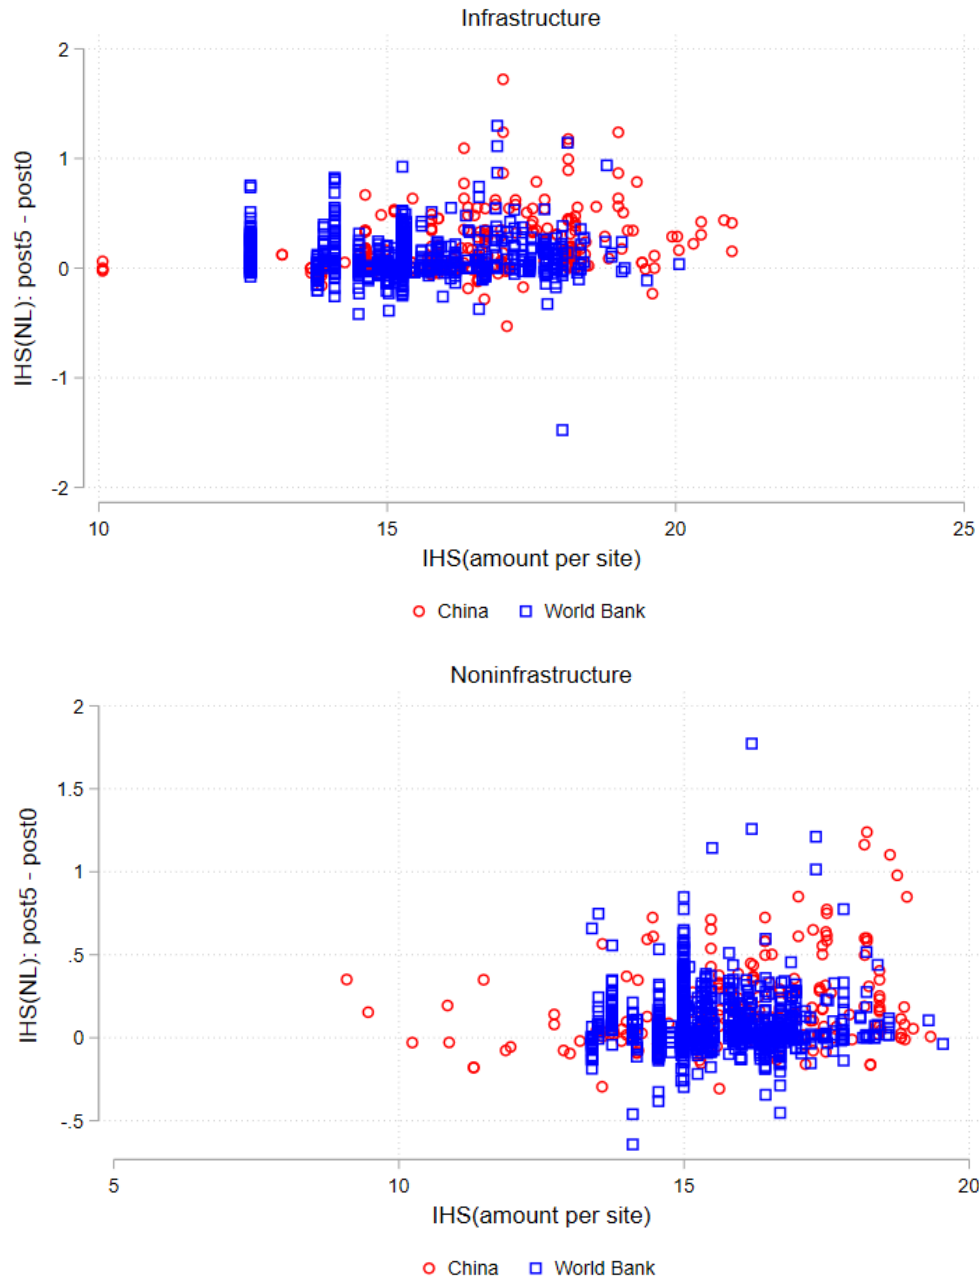 Infrastructure
2
1
0
-1
-2
IHS(NL): post5 - post0
10 15 20 25
IHS(amount per site)
China World Bank
Noninfrastructure
2
1.5
1
.5
0
-.5
IHS(NL): post5 - post0
5 10 15 20
IHS(amount per site)
China World Bank